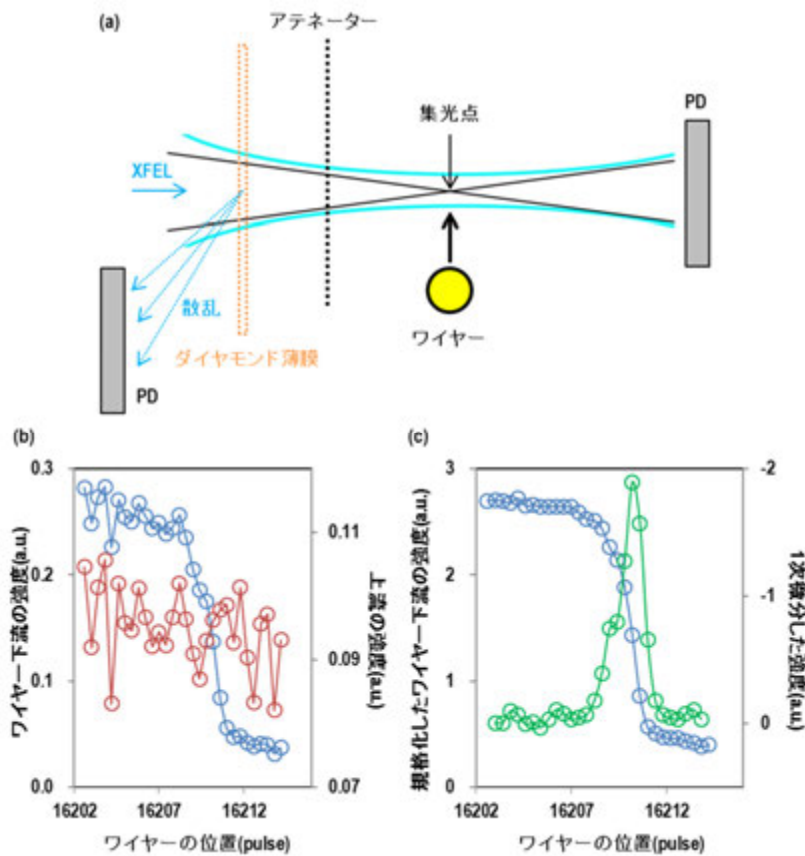 (a)
アテネーター
集光点
PD
XFEL
散乱
ワイヤー
ダイヤモンド薄膜
PD
(b)
(c)
ワイヤー下流の強度(a.u.)
0.3
0.2
0.1
0.0
0.11
0.09
0.07
上流の強度(a.u)
16202
16207
16212
ワイヤーの位置(pulse)
規格化したワイヤー下流の強度(a.u.)
3
2
1
0
-2
-1
0
1次微分した強度(a.u.)
16202
16207
16212
ワイヤーの位置(pulse)